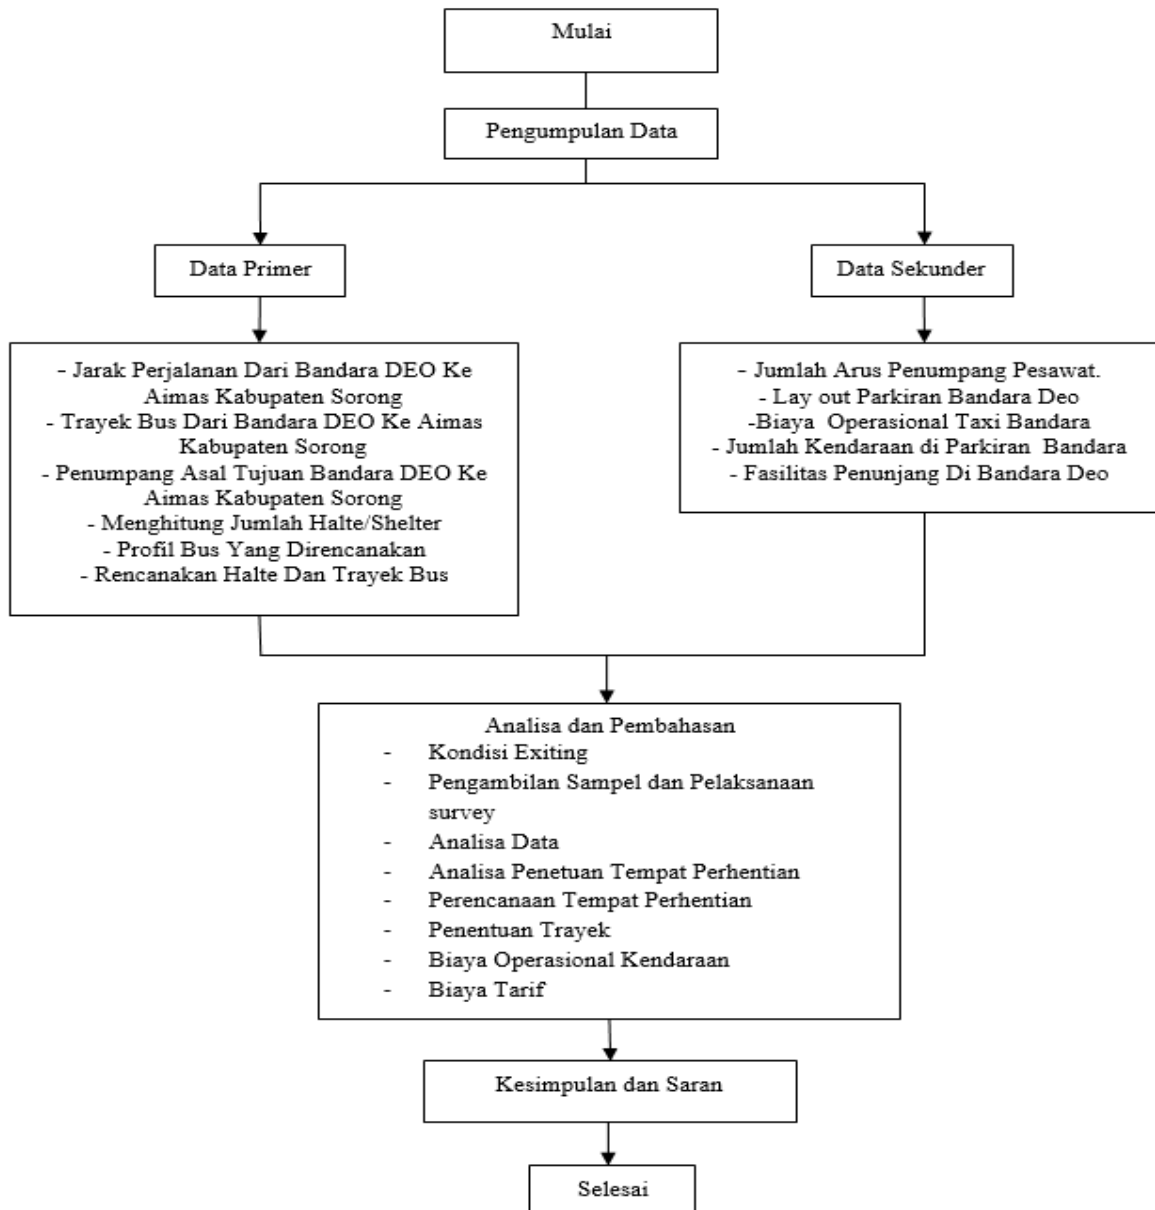 Mulai
Pengumpulan Data
Data Primer
Data Sekunder
- Jarak Perjalanan Dari Bandara DEO Ke
Aimas Kabupaten Sorong
- Trayek Bus Dari Bandara DEO Ke Aimas
Kabupaten Sorong
- Penumpang Asal Tujuan Bandara DEO Ke
Aimas Kabupaten Sorong
- Menghitung Jumlah Halte/Shelter
- Profil Bus Yang Direncanakan
- Rencanakan Halte Dan Trayek Bus
- Jumlah Arus Penumpang Pesawat.
- Lay out Parkiran Bandara Deo
-Biaya Operasional Taxi Bandara
- Jumlah Kendaraan di Parkiran Bandara
- Fasilitas Penunjang Di Bandara Deo
Analisa dan Pembahasan
- Kondisi Exiting
- Pengambilan Sampel dan Pelaksanaan
survey
- Analisa Data
- Analisa Penetuan Tempat Perhentian
- Perencanaan Tempat Perhentian
- Penentuan Trayek
- Biaya Operasional Kendaraan
- Biaya Tarif
Kesimpulan dan Saran
Selesai